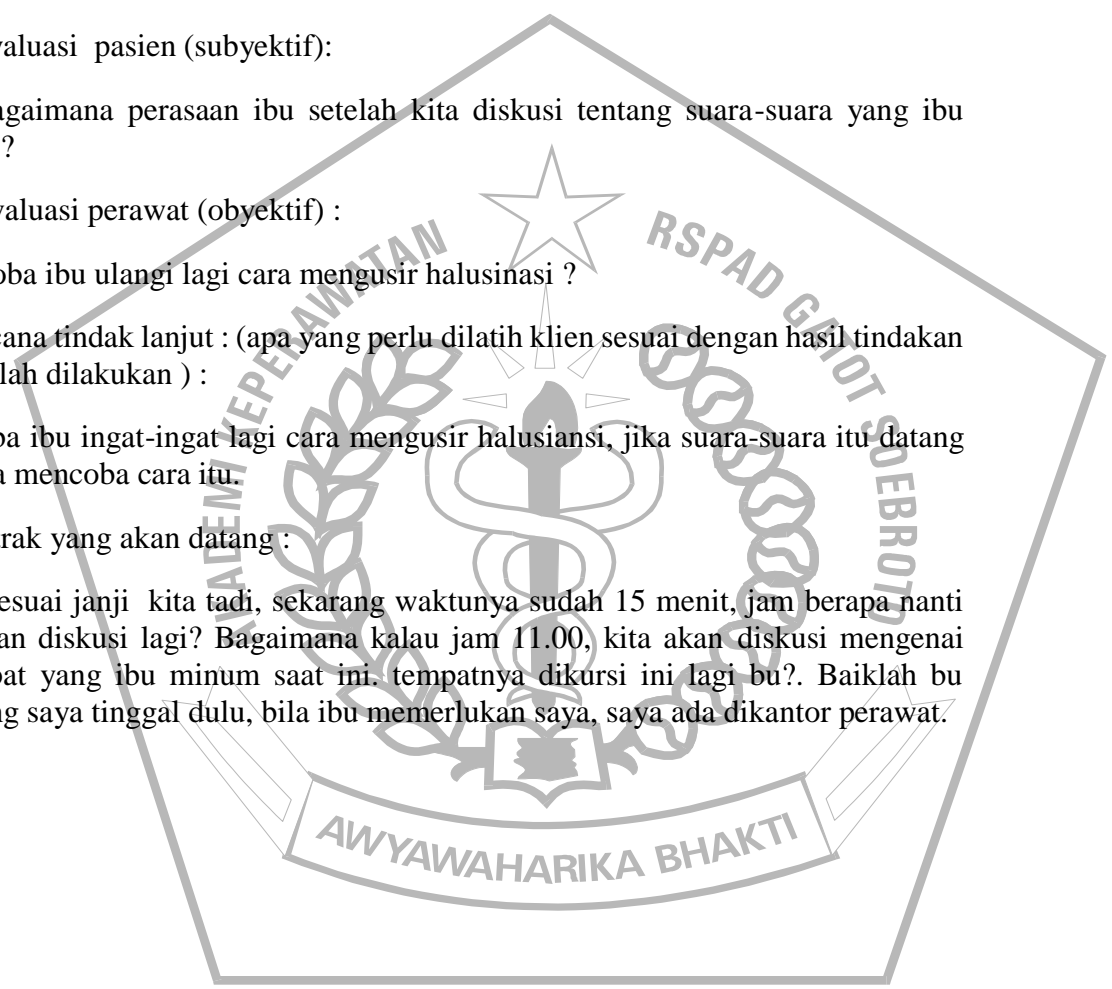 valuasi pasien (subyektif):
agaimana perasaan ibu setelah kita diskusi tentang suara-suara yang ibu
?
valuasi perawat (obyektif) :
oba ibu ulangi lagi cara mengusir halusinasi ?
cana tindak lanjut : (apa yang perlu dilatih klien sesuai dengan hasil tindakan
lah dilakukan ) :
ba ibu ingat-ingat lagi cara mengusir halusiansi, jika suara-suara itu datang
a mencoba cara itu.
rak yang akan datang :
esuai janji kita tadi, sekarang waktunya sudah 15 menit, jam berapa nanti
an diskusi lagi? Bagaimana kalau jam 11.00, kita akan diskusi mengenai
bat yang ibu minum saat ini. tempatnya dikursi ini lagi bu?. Baiklah bu
ng saya tinggal dulu, bila ibu memerlukan saya, saya ada dikantor perawat.
AKADEMI KEPERAWATAN RSPAD GATOT SOEBROTO
AWYAWAHARIKA BHAKTI